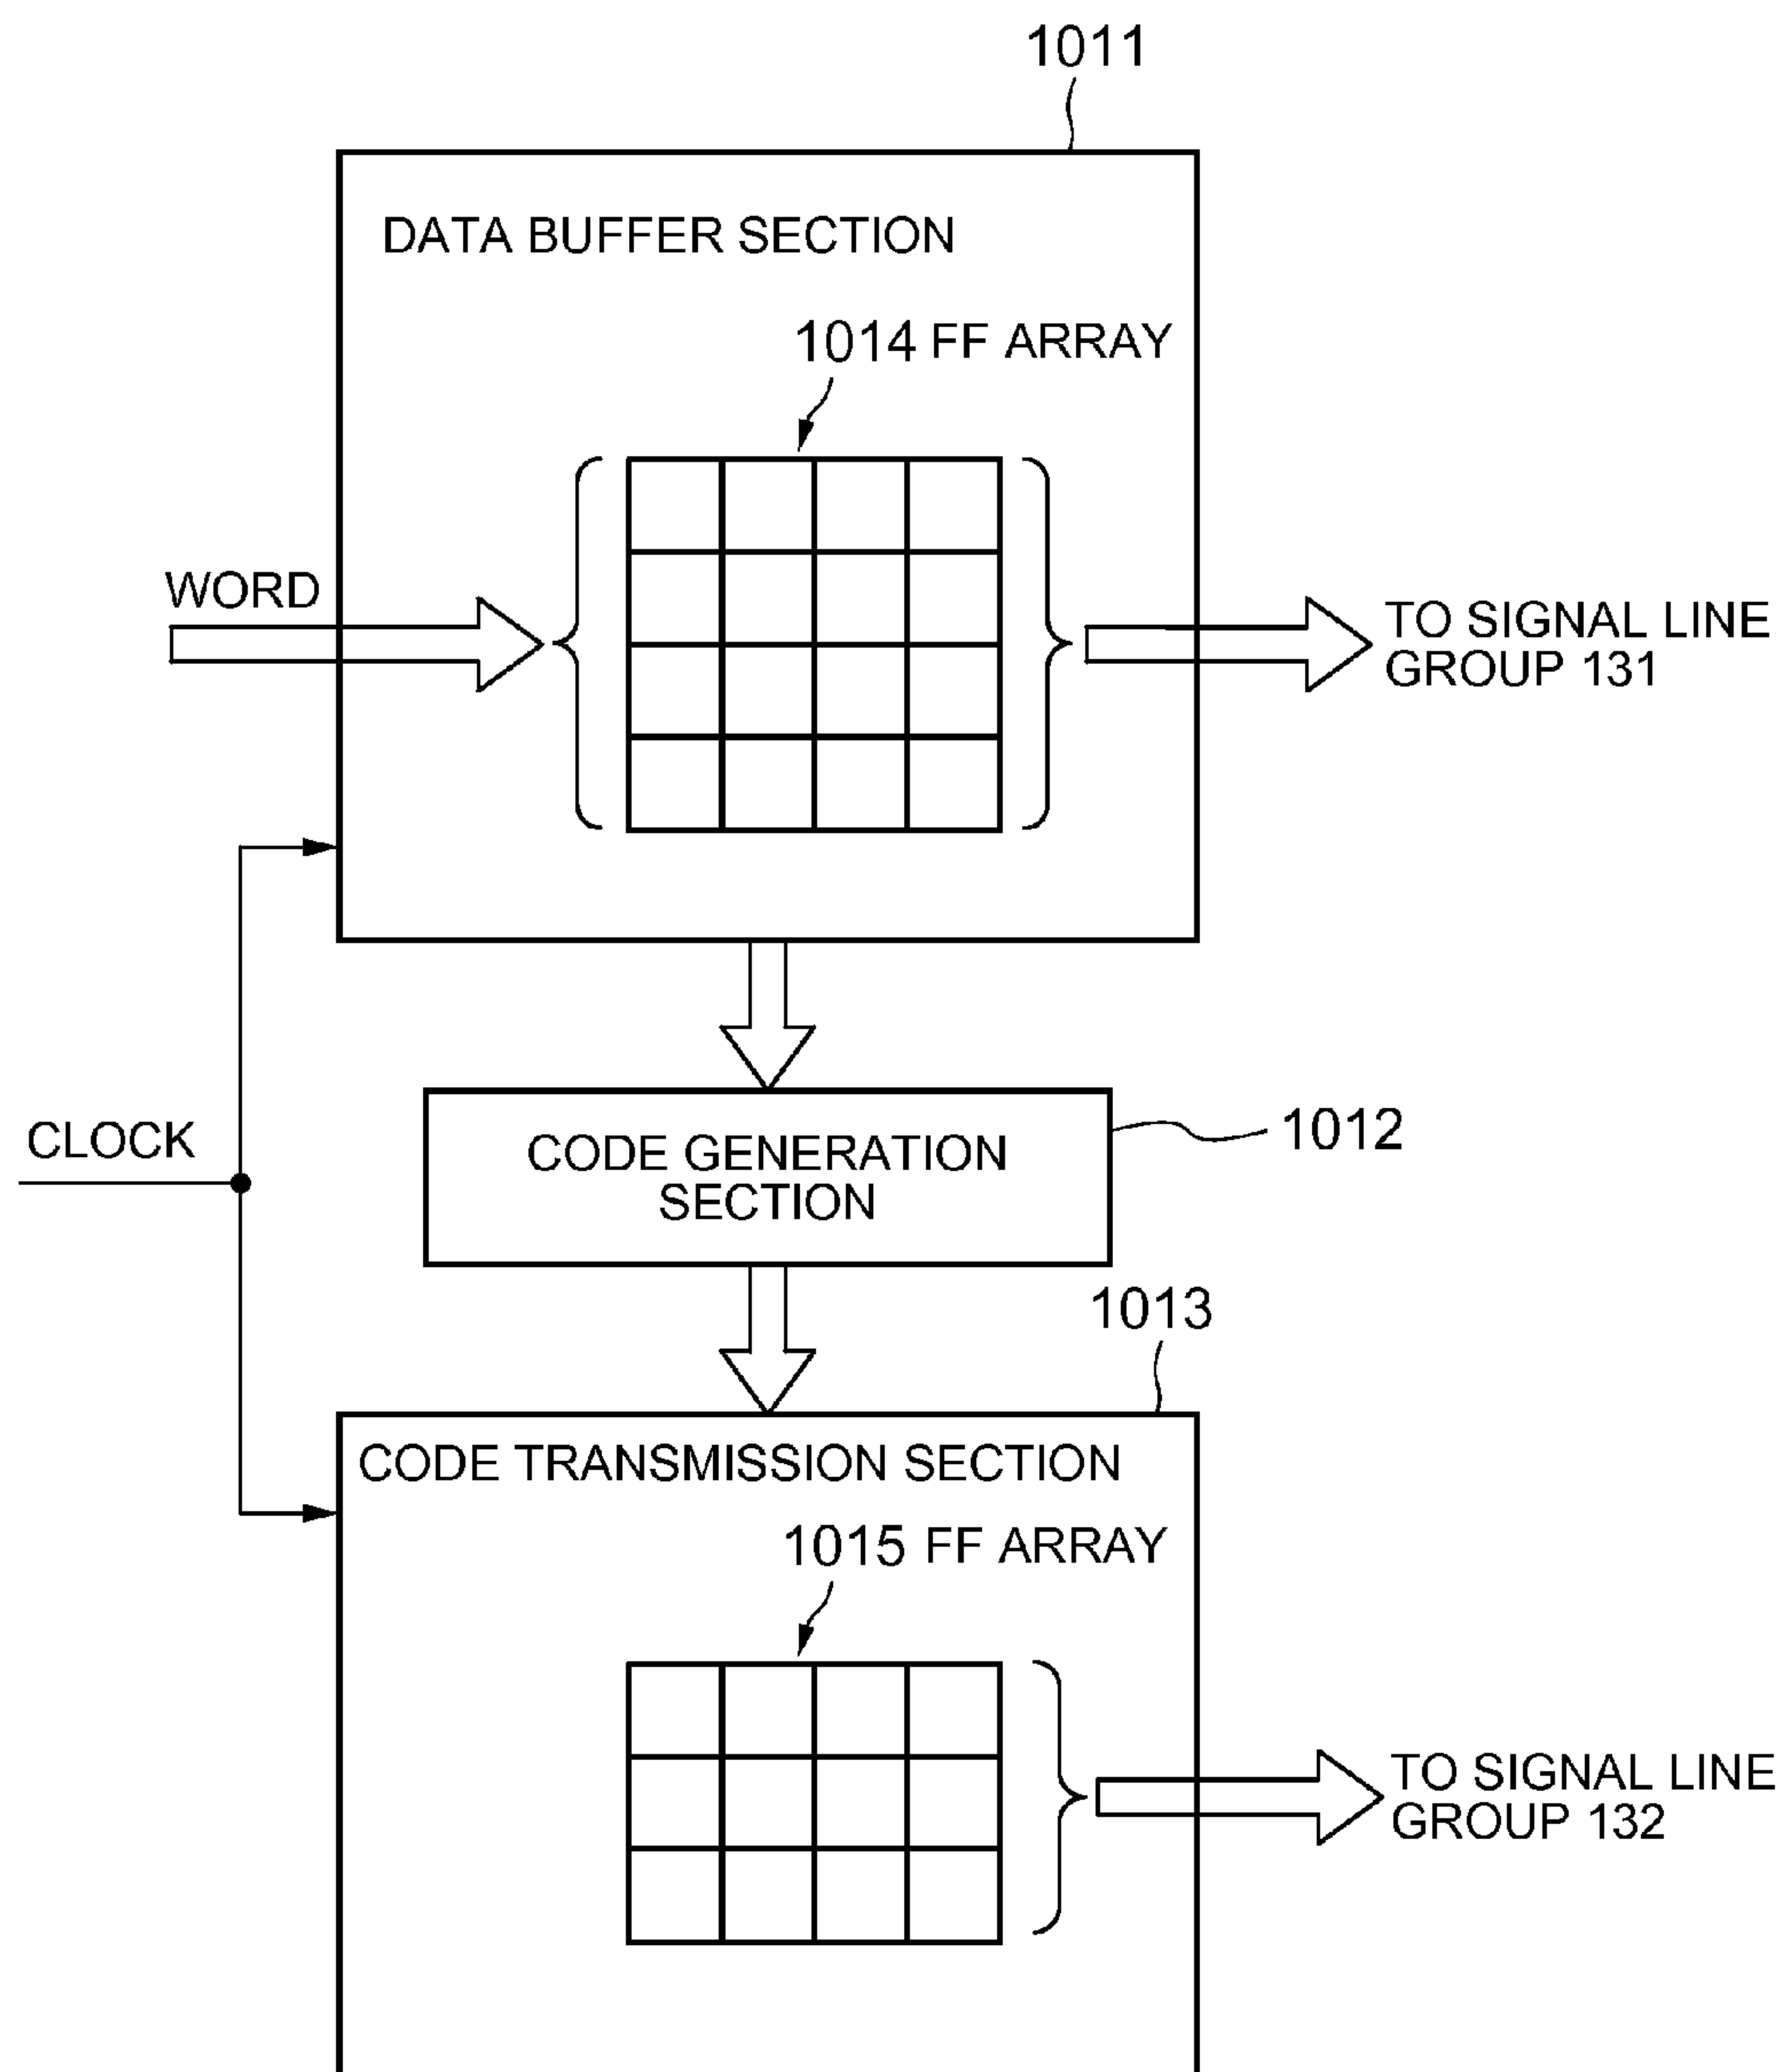 1011
DATA BUFFER SECTION
1014 FF ARRAY
WORD
TO SIGNAL LINE
GROUP 131
CLOCK
CODE GENERATION
SECTION
1012
1013
CODE TRANSMISSION SECTION
1015 FF ARRAY
TO SIGNAL LINE
GROUP 132